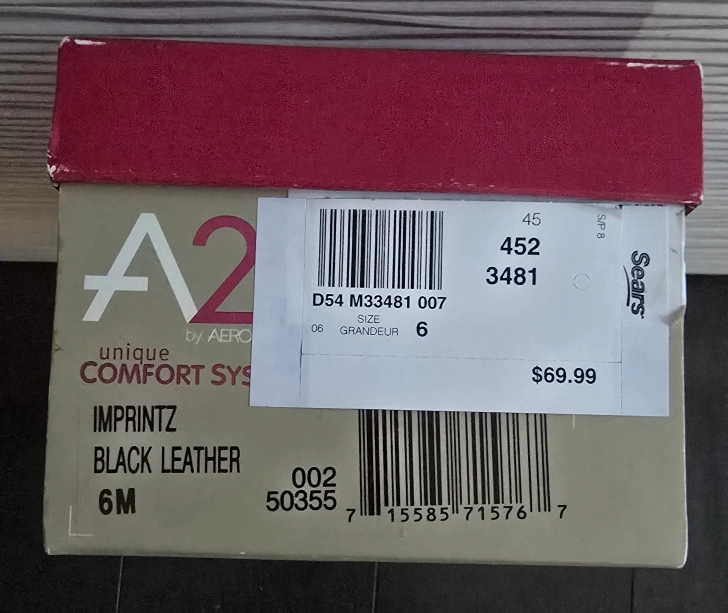 A2
by AERO
unique
COMFORT SYS
IMPRINTZ
BLACK LEATHER
6M
002
50355
7 15585 71576 7
45
452
3481
S/P 8
Sears
D54 M33481 007
SIZE
06 GRANDEUR 6
$69.99